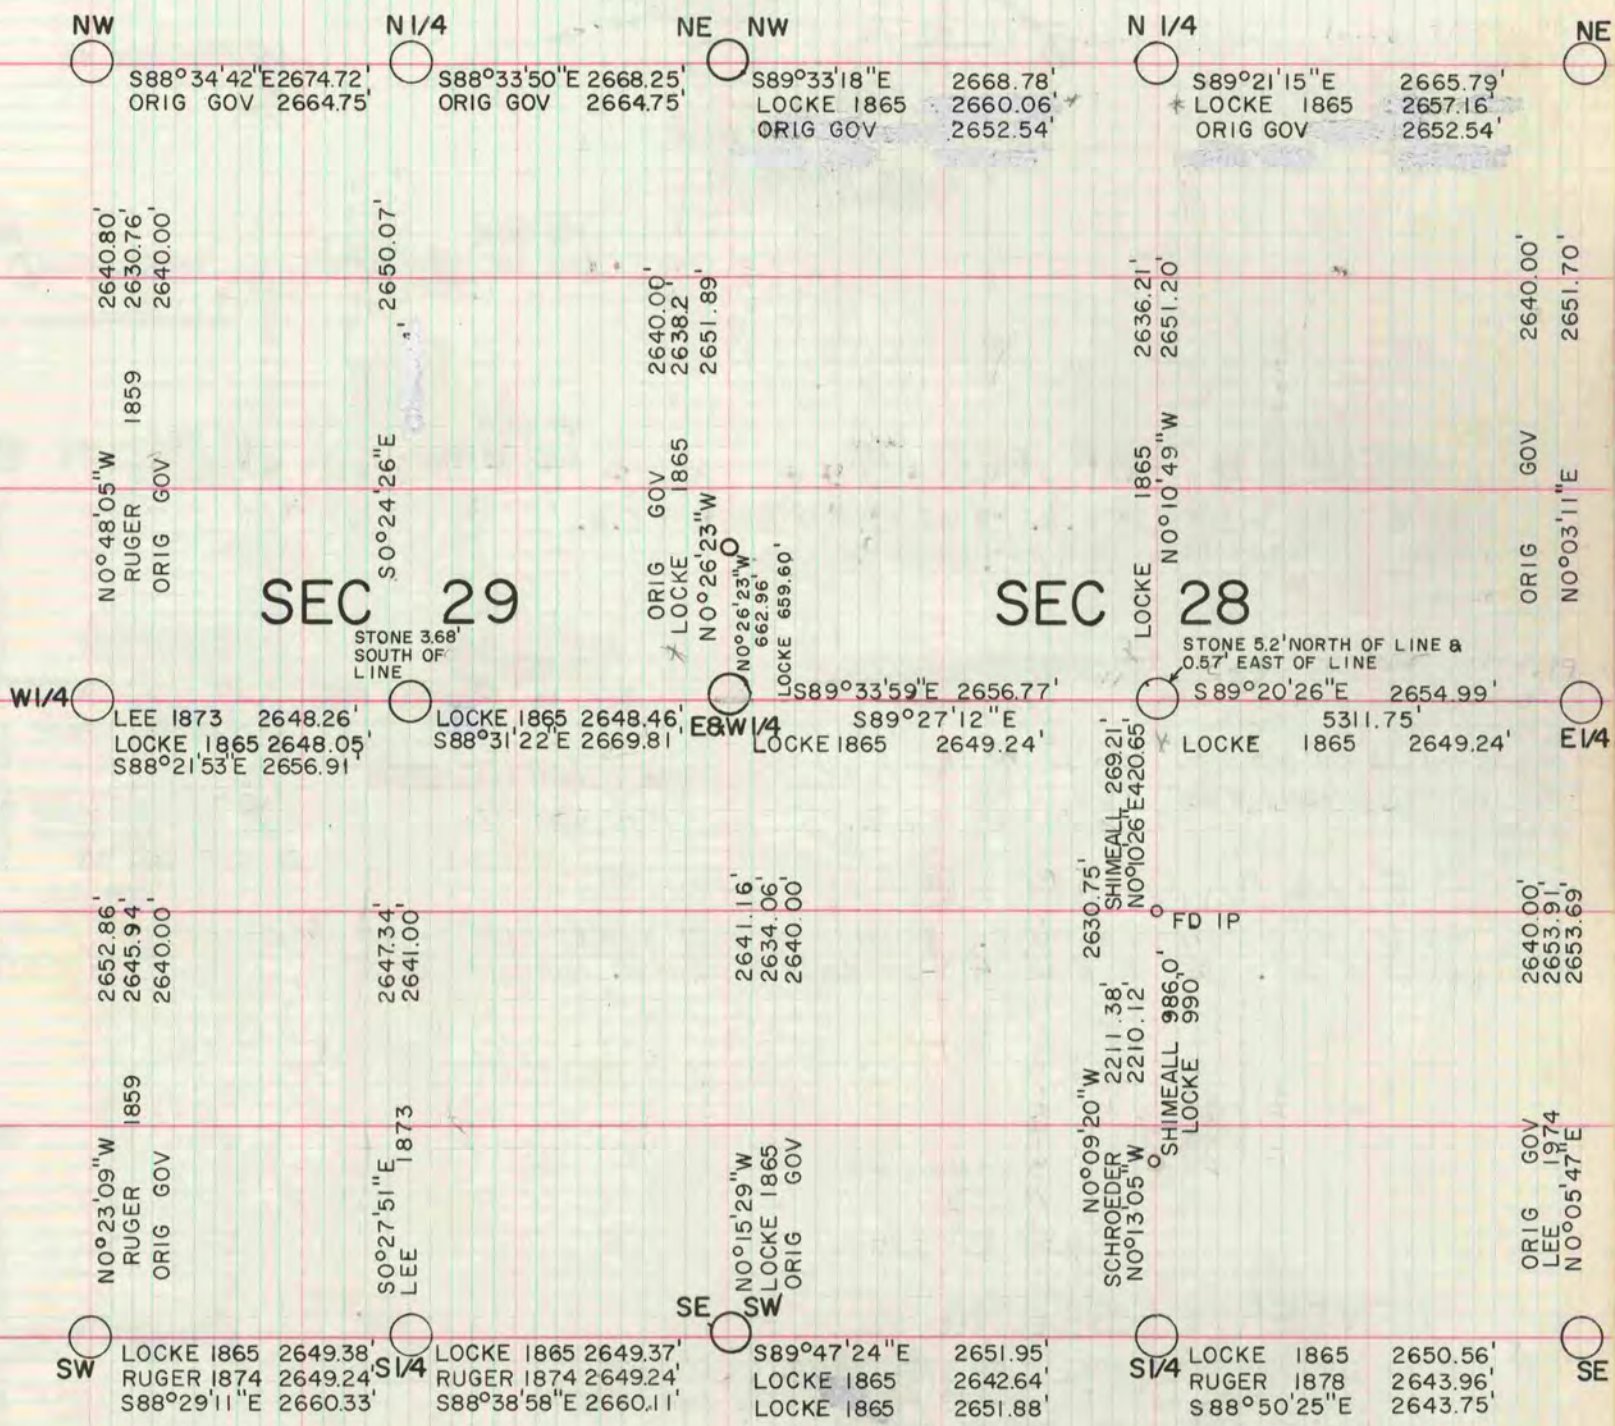 NW
N 1/4
NE NW
N 1/4
NE
S88°34'42"E 2674.72'
ORIG GOV 2664.75'
S88°33'50"E 2668.25'
ORIG GOV 2664.75'
S89°33'18"E 2668.78'
LOCKE 1865 2660.06'
ORIG GOV 2652.54'
S89°21'15"E 2665.79'
LOCKE 1865 2657.16'
ORIG GOV 2652.54'
N0°48'05"W 2640.80'
RUGER 1859 2630.76'
ORIG GOV 2640.00'
S0°24'26"E 2650.07'
ORIG GOV 2640.00'
LOCKE 1865 2638.2'
N0°26'23"W 2651.89'
N0°26'23"W
662.96'
LOCKE 659.60'
LOCKE 1865 2636.21'
N0°10'49"W 2651.20'
ORIG GOV 2640.00'
N0°03'11"E 2651.70'
SEC 29
SEC 28
STONE 3.68'
SOUTH OF
LINE
STONE 5.2' NORTH OF LINE &
0.57' EAST OF LINE
W1/4
E&W 1/4
E1/4
LEE 1873 2648.26'
LOCKE 1865 2648.05'
S88°21'53"E 2656.91'
LOCKE 1865 2648.46'
S88°31'22"E 2669.81'
S89°33'59"E 2656.77'
S89°27'12"E
LOCKE 1865 2649.24'
S89°20'26"E 2654.99'
5311.75'
LOCKE 1865 2649.24'
N0°23'09"W 2652.86'
RUGER 1859 2645.94'
ORIG GOV 2640.00'
S0°27'51"E 2647.34'
LEE 1873 2641.00'
N0°15'29"W 2641.16'
LOCKE 1865 2634.06'
ORIG GOV 2640.00'
N0°09'20"W 2630.75'
SHIMEALL 269.21'
N0°10'26"E 420.65'
FD IP
SCHROEDER 2211.38'
N0°13'05"W 2210.12'
SHIMEALL 986.0'
LOCKE 990'
ORIG GOV 2640.00'
LEE 1974 2653.91'
N0°05'47"E 2653.69'
SW
S1/4
SE SW
S1/4
SE
LOCKE 1865 2649.38'
RUGER 1874 2649.24'
S88°29'11"E 2660.33'
LOCKE 1865 2649.37'
RUGER 1874 2649.24'
S88°38'58"E 2660.11'
S89°47'24"E 2651.95'
LOCKE 1865 2642.64'
LOCKE 1865 2651.88'
LOCKE 1865 2650.56'
RUGER 1878 2643.96'
S88°50'25"E 2643.75'